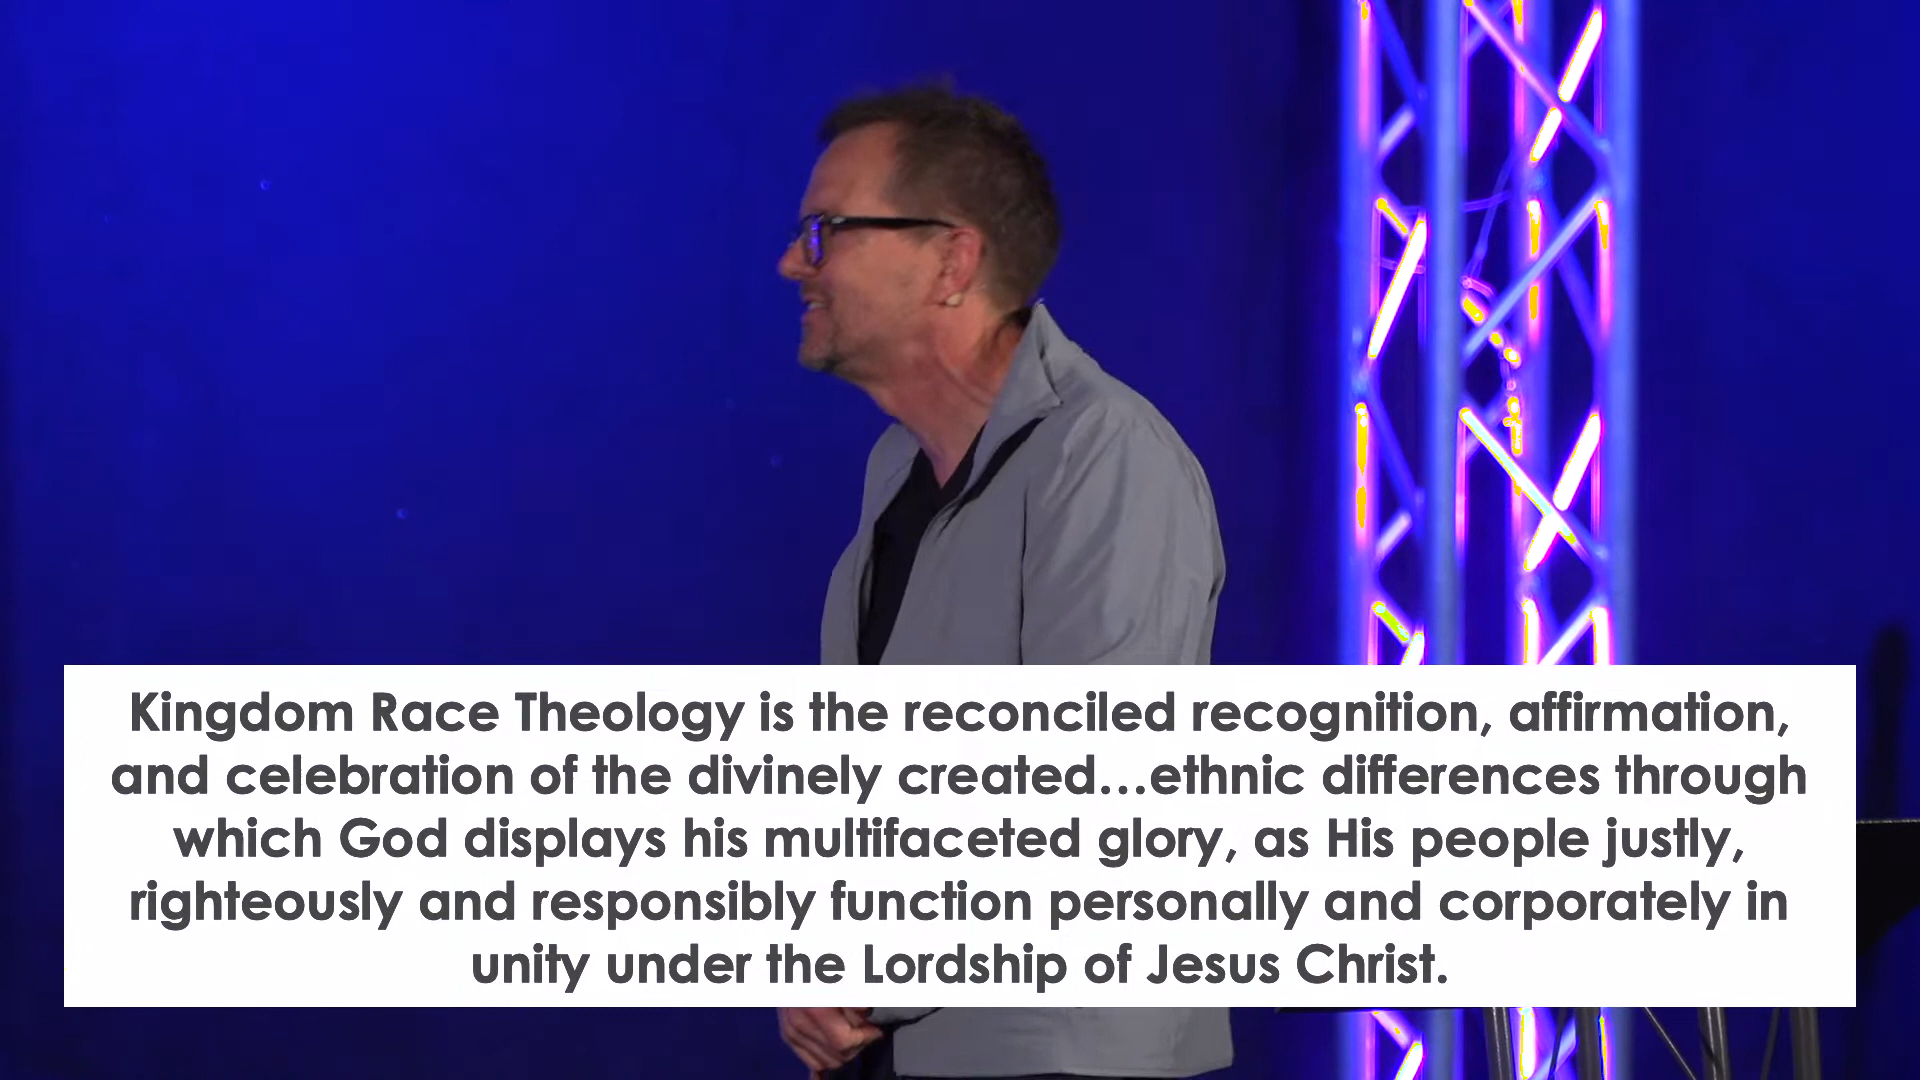 Kingdom Race Theology is the reconciled recognition, affirmation,
and celebration of the divinely created...ethnic differences through
which God displays his multifaceted glory, as His people justly,
righteously and responsibly function personally and corporately in
unity under the Lordship of Jesus Christ.